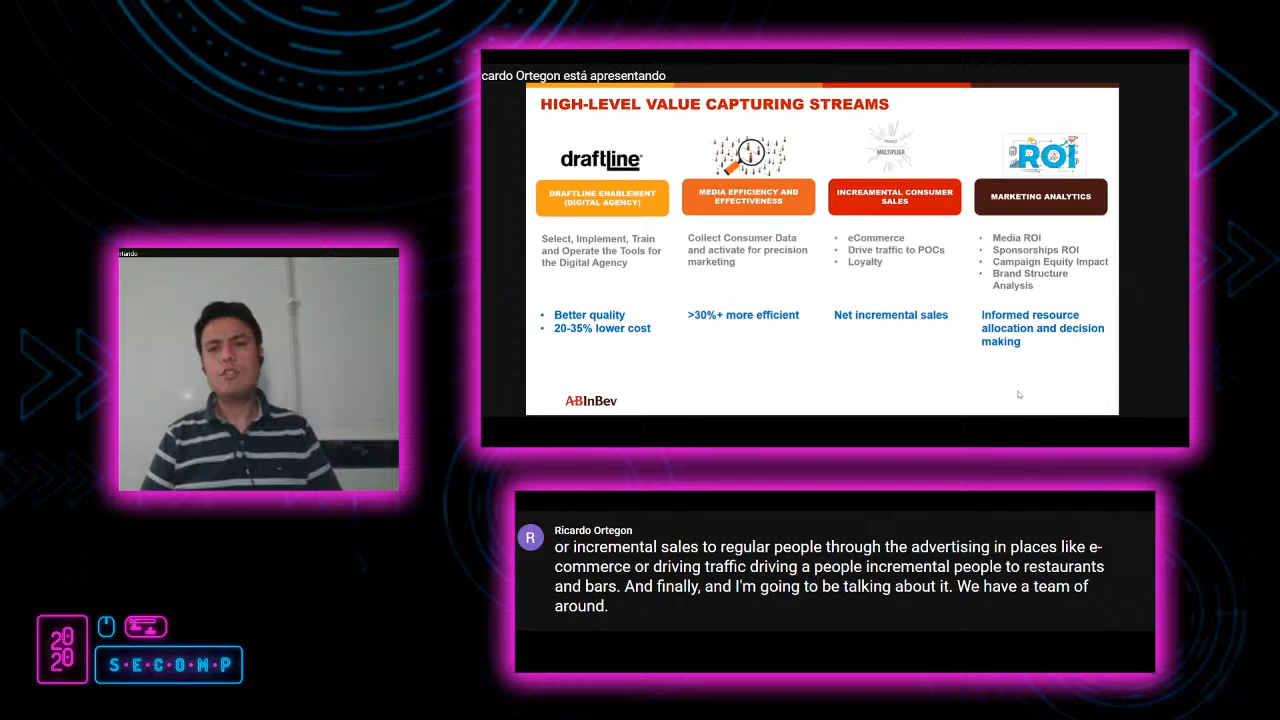 cardo Ortegon está apresentando
HIGH-LEVEL VALUE CAPTURING STREAMS
draftline
DRAFTLINE ENABLEMENT
(DIGITAL AGENCY)
Select, Implement, Train
and Operate the Tools for
the Digital Agency
• Better quality
• 20-35% lower cost
MEDIA EFFICIENCY AND
EFFECTIVENESS
Collect Consumer Data
and activate for precision
marketing
>30%+ more efficient
MULTIPLIER
INCREAMENTAL CONSUMER
SALES
• eCommerce
• Drive traffic to POCs
• Loyalty
Net incremental sales
ROI
MARKETING ANALYTICS
• Media ROI
• Sponsorships ROI
• Campaign Equity Impact
• Brand Structure
Analysis
Informed resource
allocation and decision
making
ABInBev
ntando
R
Ricardo Ortegon
or incremental sales to regular people through the advertising in places like e-
commerce or driving traffic driving a people incremental people to restaurants
and bars. And finally, and I'm going to be talking about it. We have a team of
around.
20
20
S·E·C·O·M·P